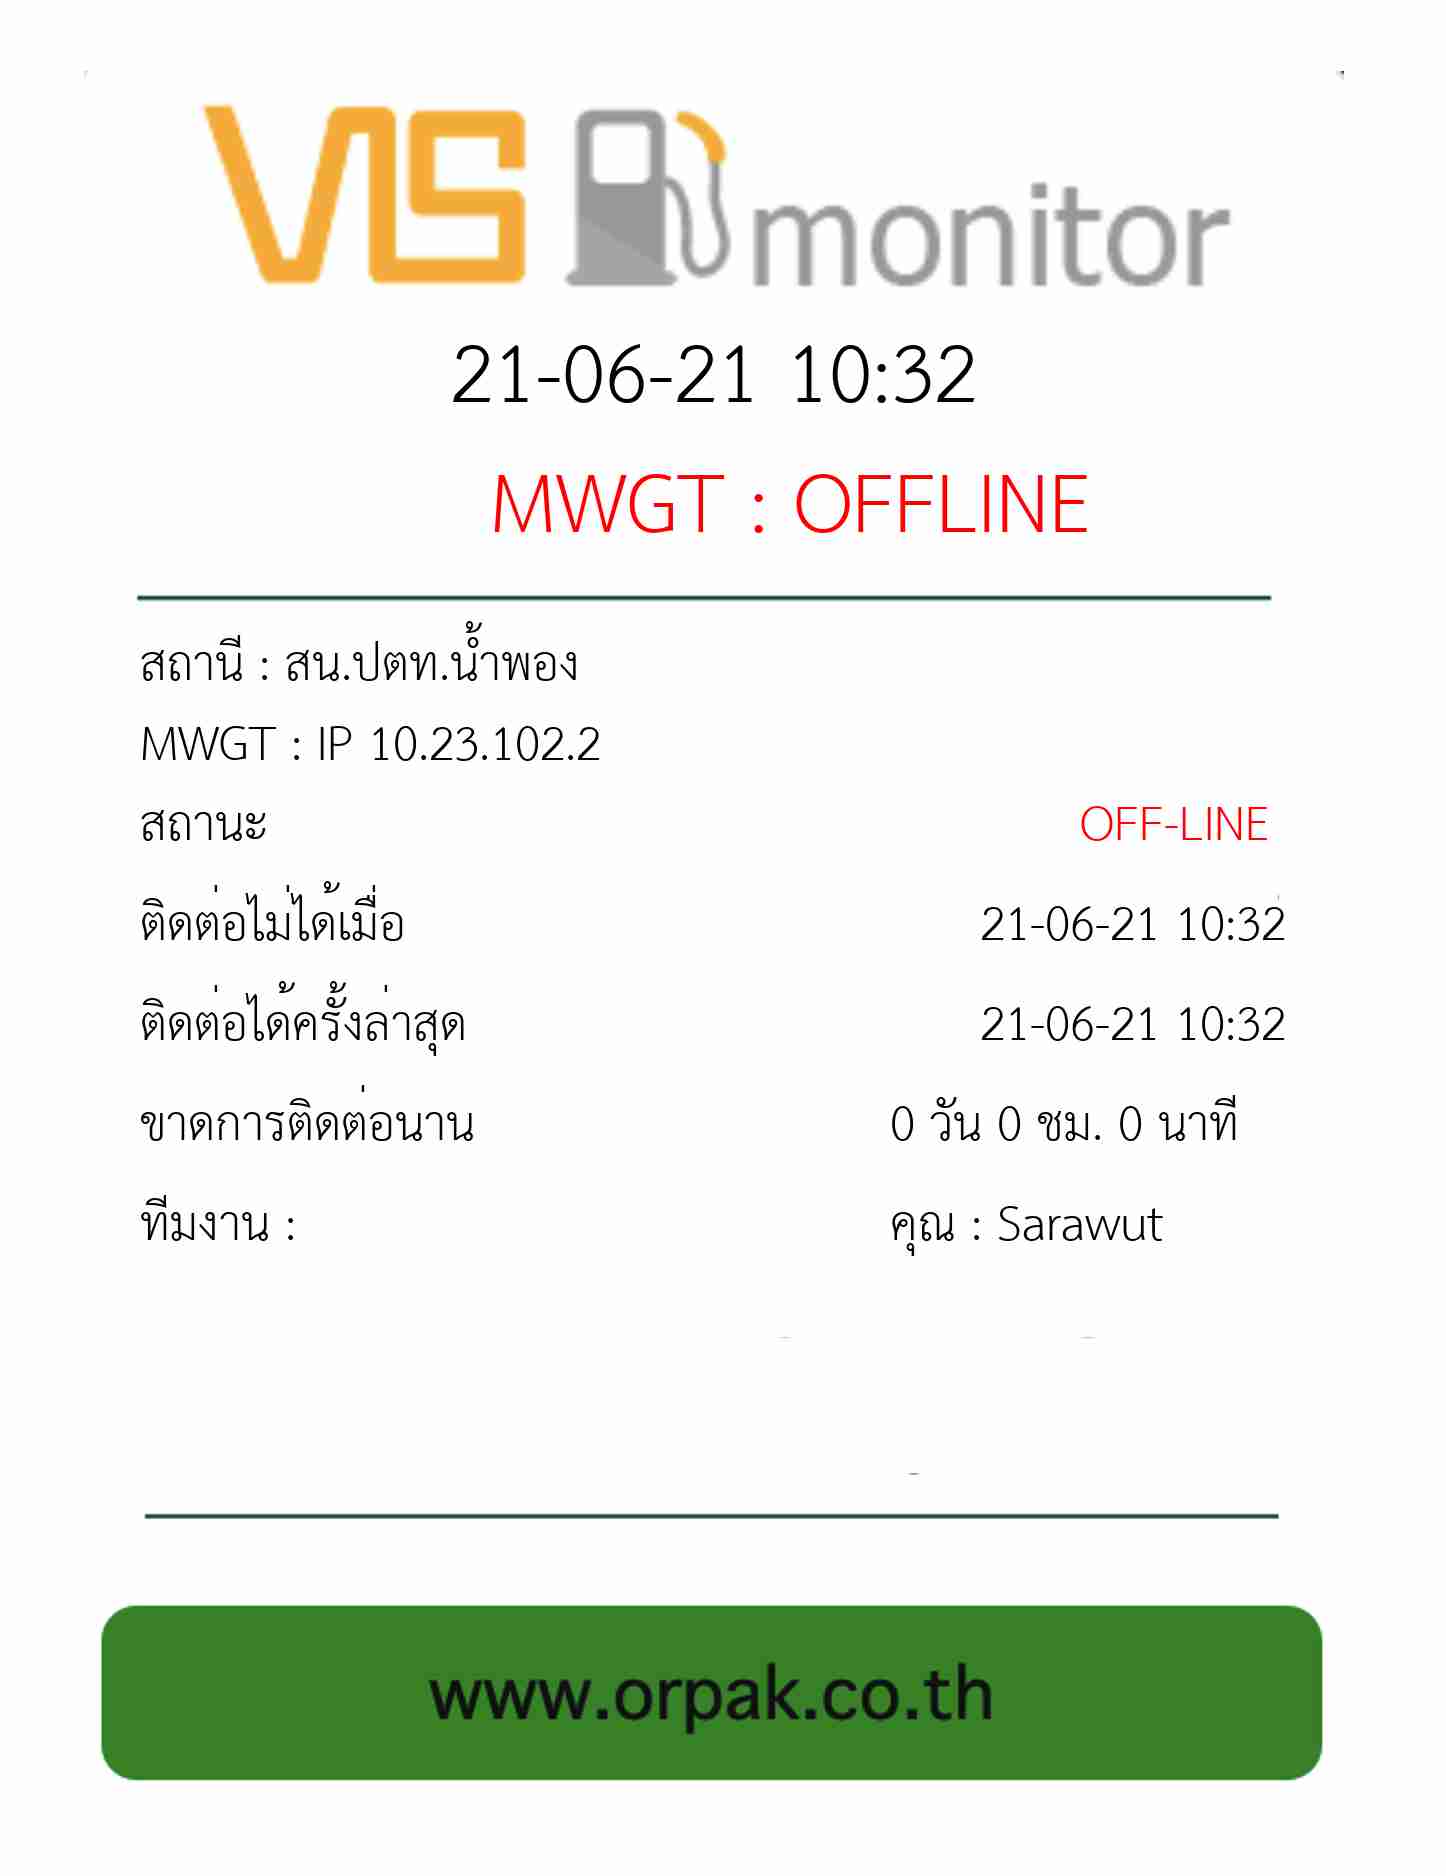 VIS monitor
21-06-21 10:32
MWGT : OFFLINE
สถานี : สน.ปตท.น้ำพอง
MWGT : IP 10.23.102.2
สถานะ OFF-LINE
ติดต่อไม่ได้เมื่อ 21-06-21 10:32
ติดต่อได้ครั้งล่าสุด 21-06-21 10:32
ขาดการติดต่อนาน 0 วัน 0 ชม. 0 นาที
ทีมงาน : คุณ : Sarawut
www.orpak.co.th